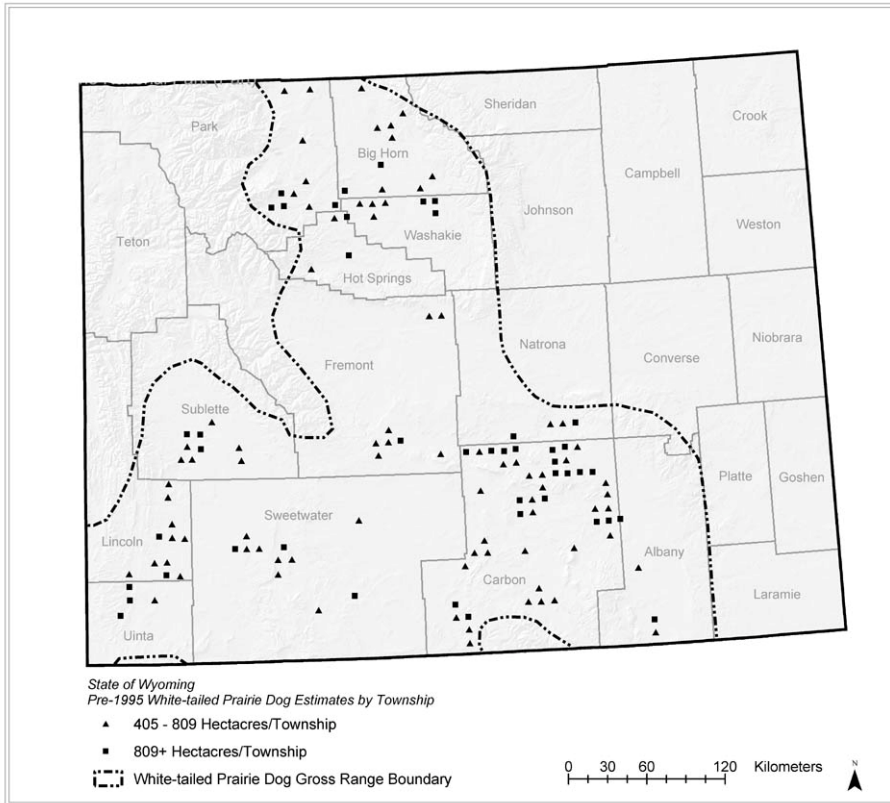 Sheridan
Crook
Park
Big Horn
Campbell
Johnson
Weston
Teton
Washakie
Hot Springs
Niobrara
Natrona
Converse
Fremont
Sublette
Platte
Goshen
Sweetwater
Lincoln
Albany
Carbon
Laramie
Uinta
State of Wyoming
Pre-1995 White-tailed Prairie Dog Estimates by Township
405 - 809 Hectacres/Township
809+ Hectacres/Township
White-tailed Prairie Dog Gross Range Boundary
0 30 60 120 Kilometers
N